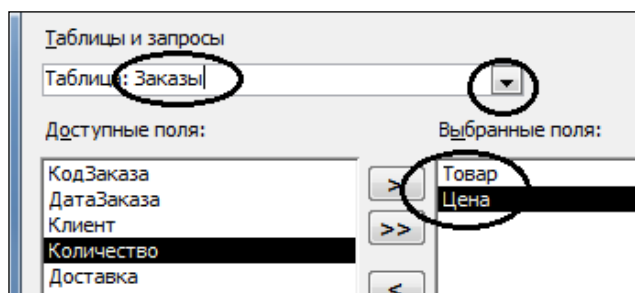 Таблицы и запросы
Таблица: Заказы
Доступные поля:
Выбранные поля:
КодЗаказа
ДатаЗаказа
Клиент
Количество
Доставка
>
>>
<
Товар
Цена